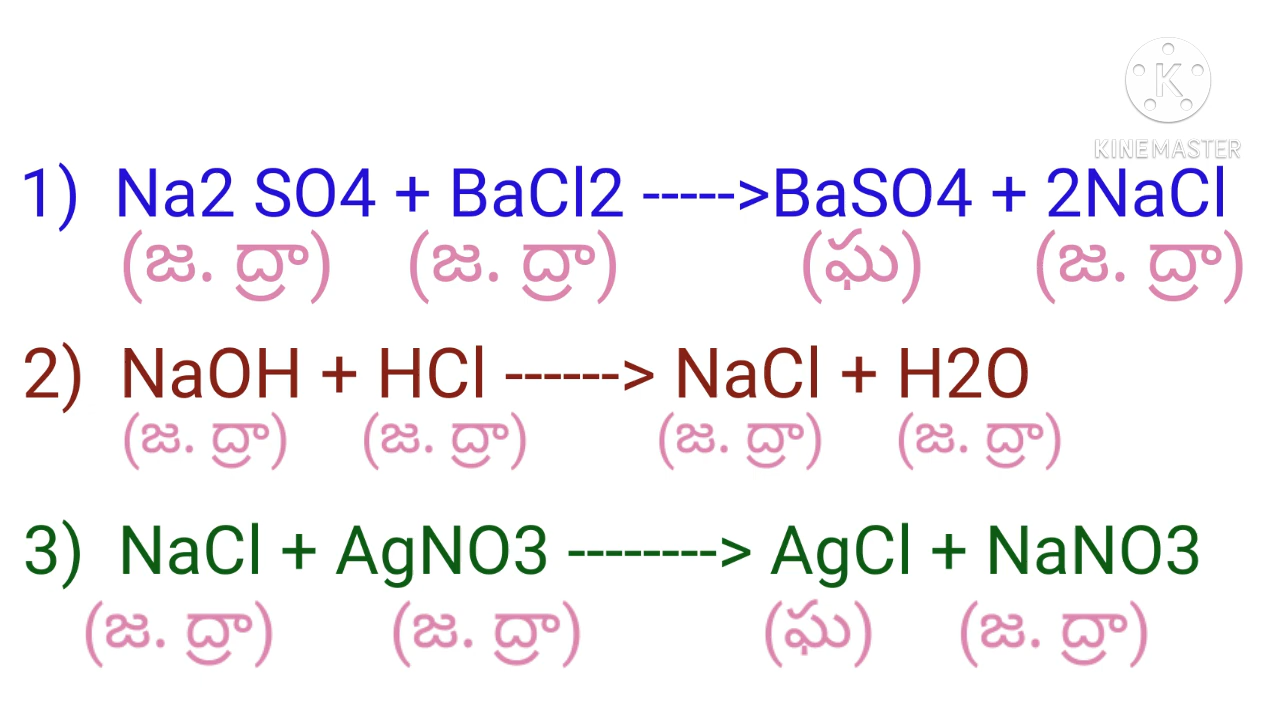 K
KINEMASTER
1) Na2 SO4 + BaCl2 ----->BaSO4 + 2NaCl
(జ. ద్రా) (జ. ద్రా) (ఘ) (జ. ద్రా)
2) NaOH + HCl ------> NaCl + H2O
(జ. ద్రా) (జ. ద్రా) (జ. ద్రా) (జ. ద్రా)
3) NaCl + AgNO3 --------> AgCl + NaNO3
(జ. ద్రా) (జ. ద్రా) (ఘ) (జ. ద్రా)